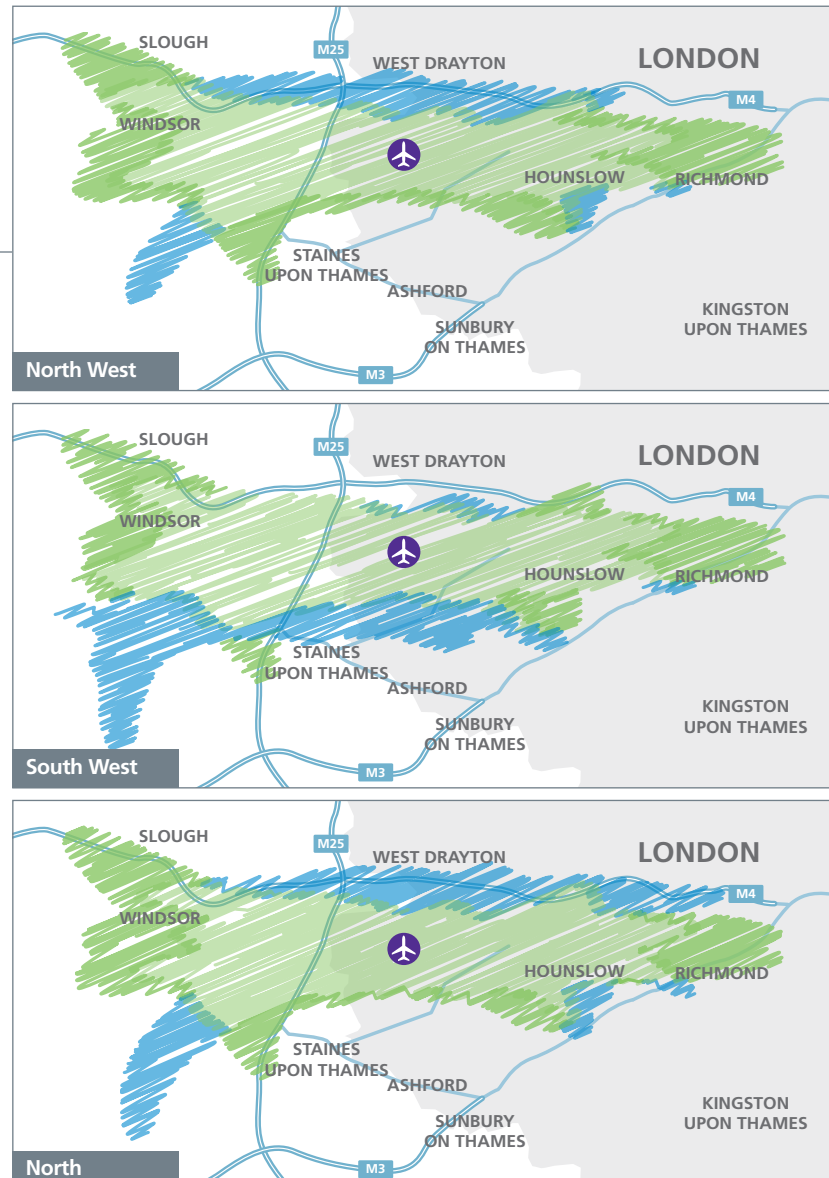 SLOUGH
M25
WEST DRAYTON
LONDON
M4
WINDSOR
HOUNSLOW
RICHMOND
STAINES
UPON THAMES
ASHFORD
KINGSTON
UPON THAMES
SUNBURY
ON THAMES
M3
North West
SLOUGH
M25
WEST DRAYTON
LONDON
M4
WINDSOR
HOUNSLOW
RICHMOND
STAINES
UPON THAMES
ASHFORD
KINGSTON
UPON THAMES
SUNBURY
ON THAMES
M3
South West
SLOUGH
M25
WEST DRAYTON
LONDON
M4
WINDSOR
HOUNSLOW
RICHMOND
STAINES
UPON THAMES
ASHFORD
KINGSTON
UPON THAMES
SUNBURY
ON THAMES
M3
North